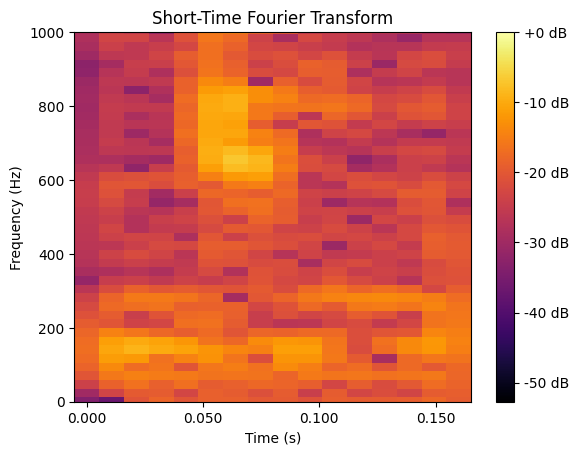 Short-Time Fourier Transform
1000
800
600
400
200
0
Frequency (Hz)
0.000
0.050
0.100
0.150
Time (s)
+0 dB
-10 dB
-20 dB
-30 dB
-40 dB
-50 dB